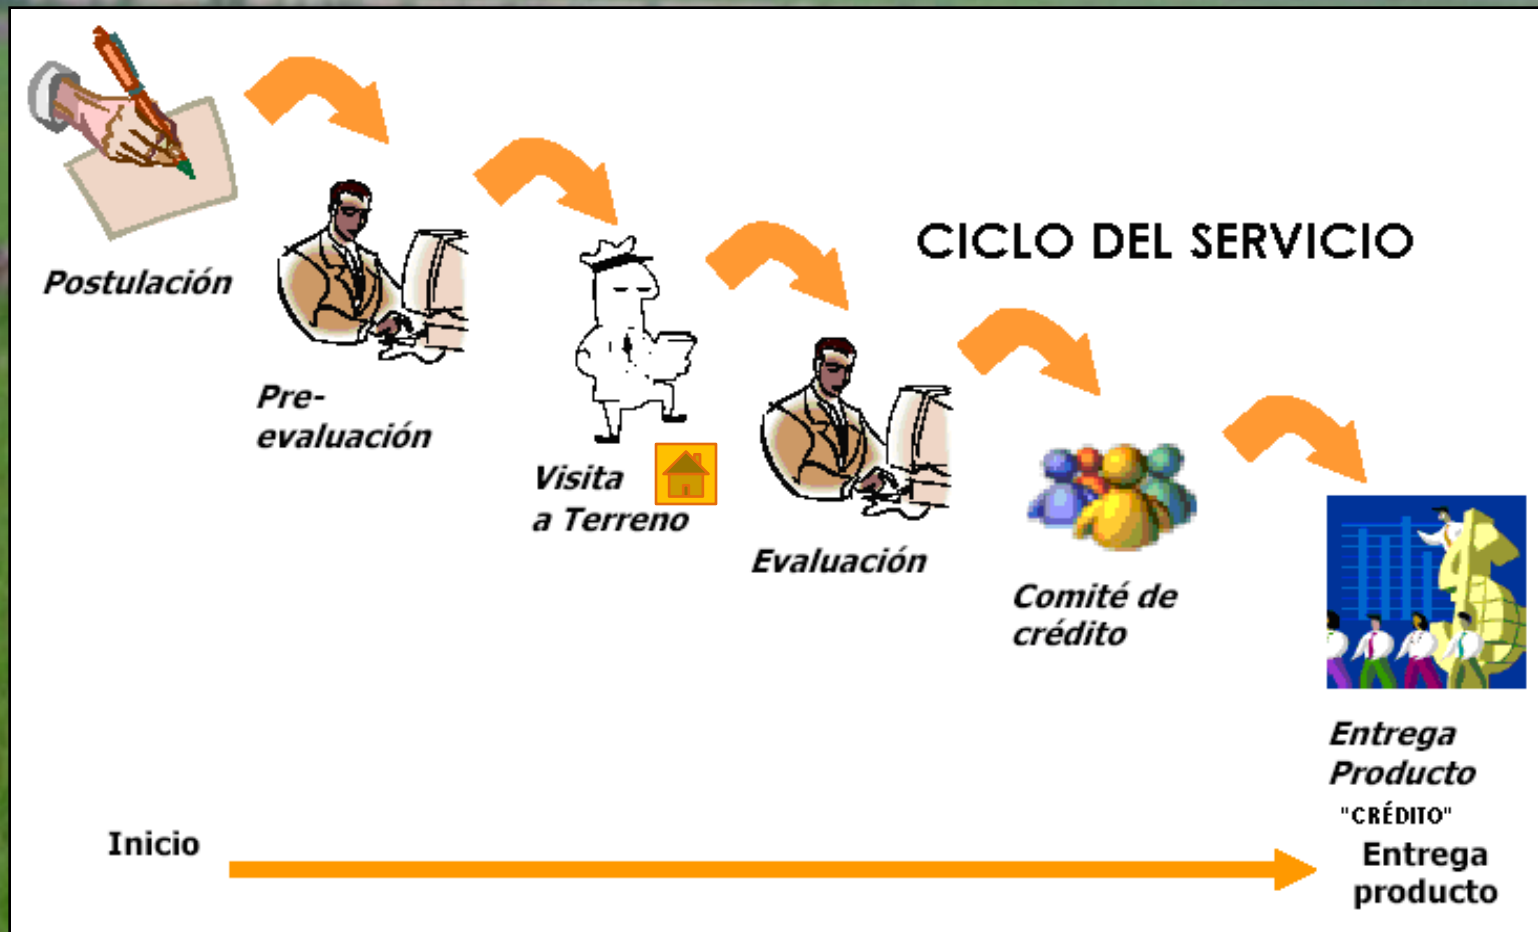 CICLO DEL SERVICIO
Postulación
Pre-
evaluación
Visita
a Terreno
Evaluación
Comité de
crédito
Entrega
Producto
"CRÉDITO"
Inicio
Entrega
producto